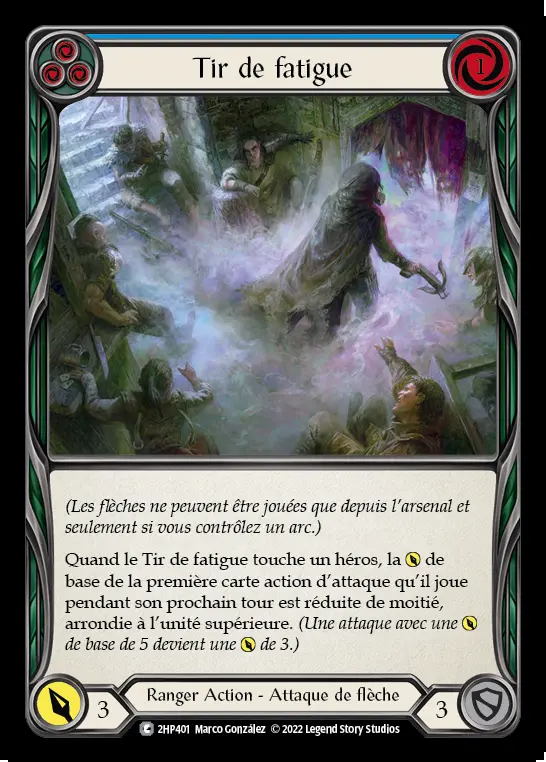 Tir de fatigue
1
(Les flèches ne peuvent être jouées que depuis l'arsenal et
seulement si vous contrôlez un arc.)
Quand le Tir de fatigue touche un héros, la de
base de la première carte action d'attaque qu'il joue
pendant son prochain tour est réduite de moitié,
arrondie à l'unité supérieure. (Une attaque avec une
de base de 5 devient une de 3.)
3
Ranger Action - Attaque de flèche
3
C 2HP401 Marco González © 2022 Legend Story Studios